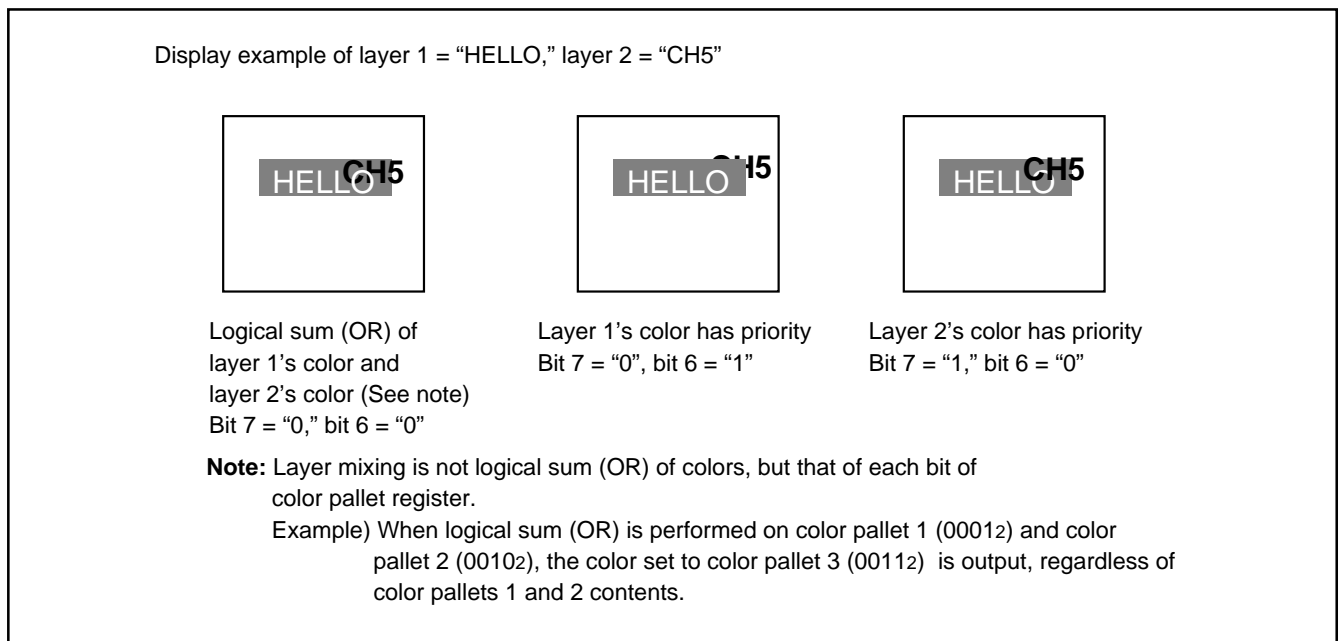 Display example of layer 1 = “HELLO,” layer 2 = “CH5”
HELLO CH5
HELLO H5
HELLO CH5
Logical sum (OR) of
layer 1’s color and
layer 2’s color (See note)
Bit 7 = “0,” bit 6 = “0”
Layer 1’s color has priority
Bit 7 = “0”, bit 6 = “1”
Layer 2’s color has priority
Bit 7 = “1,” bit 6 = “0”
Note: Layer mixing is not logical sum (OR) of colors, but that of each bit of
color pallet register.
Example) When logical sum (OR) is performed on color pallet 1 (00012) and color
pallet 2 (00102), the color set to color pallet 3 (00112) is output, regardless of
color pallets 1 and 2 contents.